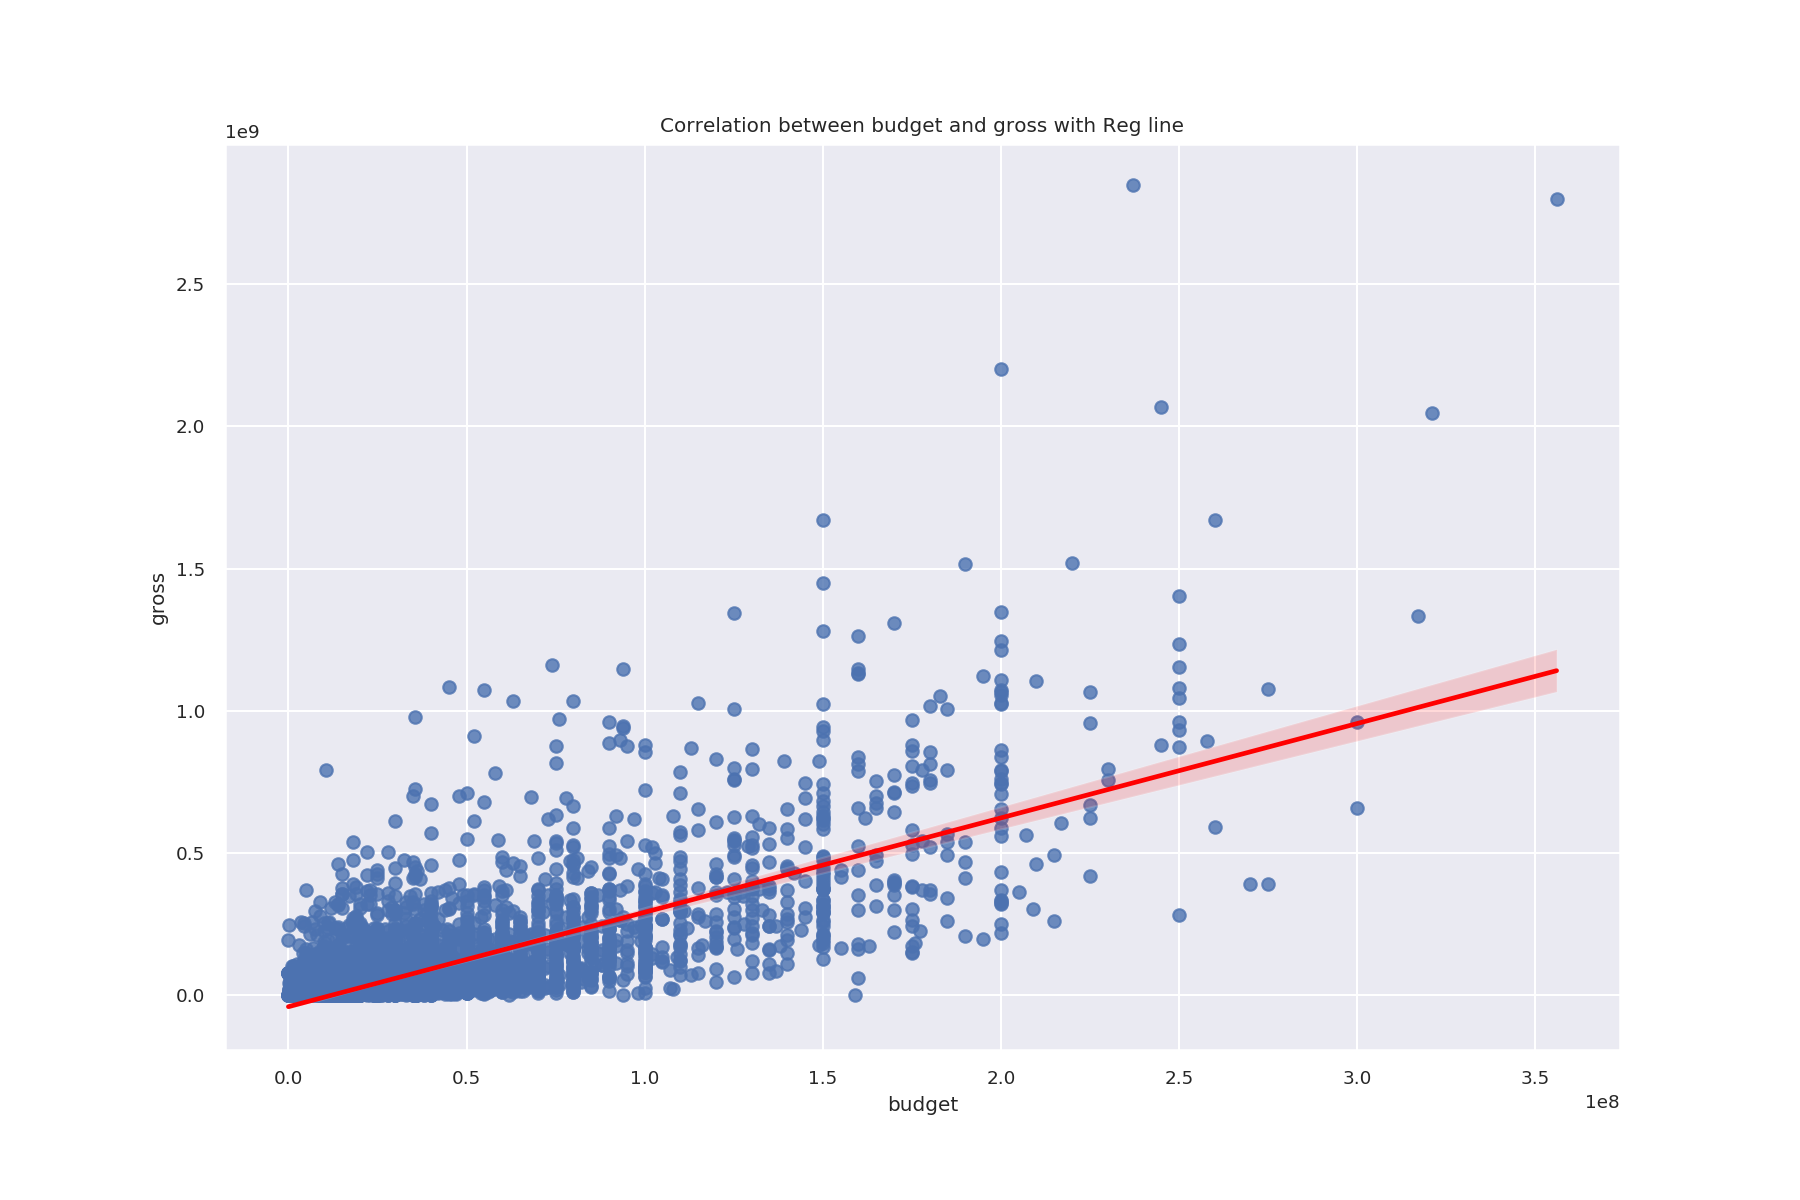 Correlation between budget and gross with Reg line
1e9
2.5
2.0
1.5
1.0
0.5
0.0
gross
0.0 0.5 1.0 1.5 2.0 2.5 3.0 3.5
budget
1e8